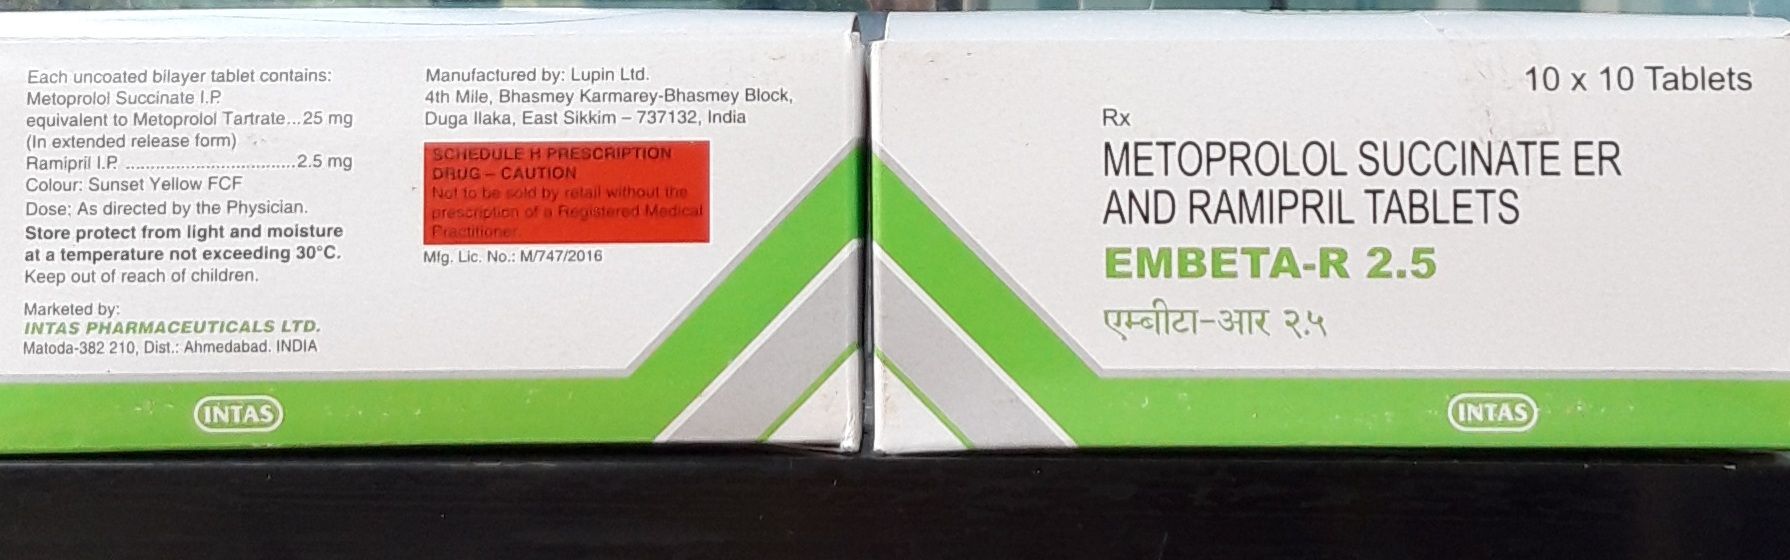 Each uncoated bilayer tablet contains:
Metoprolol Succinate I.P.
equivalent to Metoprolol Tartrate...25 mg
(In extended release form)
Ramipril I.P. ...................................2.5 mg
Colour: Sunset Yellow FCF
Dose: As directed by the Physician.
Store protect from light and moisture
at a temperature not exceeding 30°C.
Keep out of reach of children.
Marketed by:
INTAS PHARMACEUTICALS LTD.
Matoda-382 210, Dist.: Ahmedabad. INDIA
INTAS
Manufactured by: Lupin Ltd.
4th Mile, Bhasmey Karmarey-Bhasmey Block,
Duga Ilaka, East Sikkim – 737132, India
SCHEDULE H PRESCRIPTION
DRUG – CAUTION
Not to be sold by retail without the
prescription of a Registered Medical
Practitioner.
Mfg. Lic. No.: M/747/2016
10 x 10 Tablets
Rx
METOPROLOL SUCCINATE ER
AND RAMIPRIL TABLETS
EMBETA-R 2.5
एम्बीटा-आर २.५
INTAS